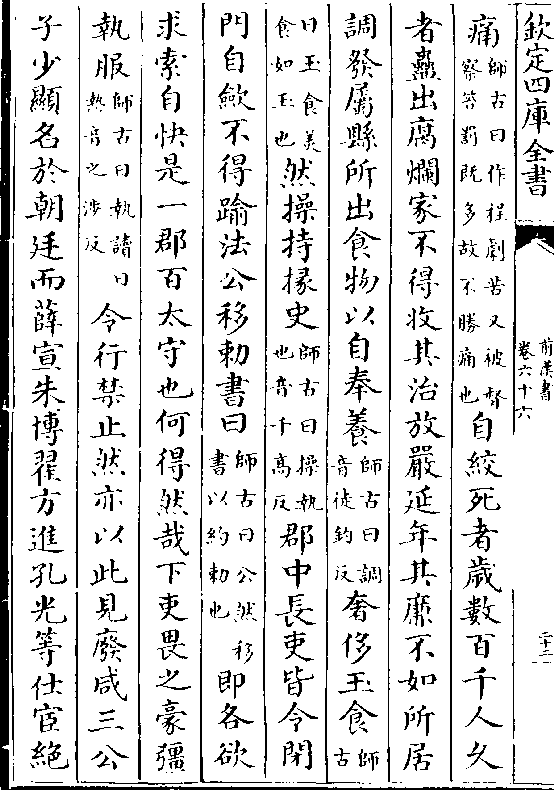 欽定四庫全書
前漢書
卷六十六
痛師古曰作程劇苦又被督察笞罰既多故不勝痛也自絞死者歲數百千人久
者蟲出腐爛家不得收其治放嚴延年其廉不如所居
調發屬縣所出食物以自奉養師古曰調音徒釣反奢侈玉食師古
曰玉食美食如玉也然操持掾史師古曰操執也音千高反郡中長吏皆令閉
門自斂不得踰法公移勑書曰師古曰公然移書以約勑也即各欲
求索自快是一郡百太守也何得然哉下吏畏之豪彊
執服師古曰執讀曰熱音之涉反令行禁止然亦以此見廢咸三公
子少顯名於朝廷而薛宣朱博翟方進孔光等仕宦絕